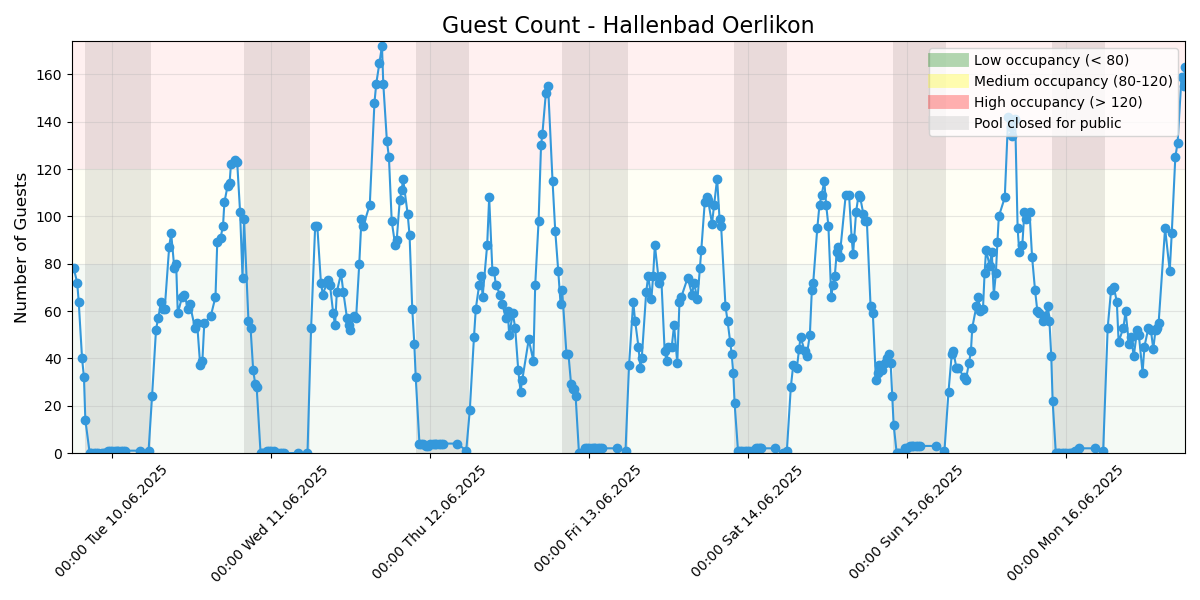 Guest Count - Hallenbad Oerlikon
Low occupancy (< 80)
Medium occupancy (80-120)
High occupancy (> 120)
Pool closed for public
Number of Guests
160
140
120
100
80
60
40
20
0
00:00 Tue 10.06.2025
00:00 Wed 11.06.2025
00:00 Thu 12.06.2025
00:00 Fri 13.06.2025
00:00 Sat 14.06.2025
00:00 Sun 15.06.2025
00:00 Mon 16.06.2025